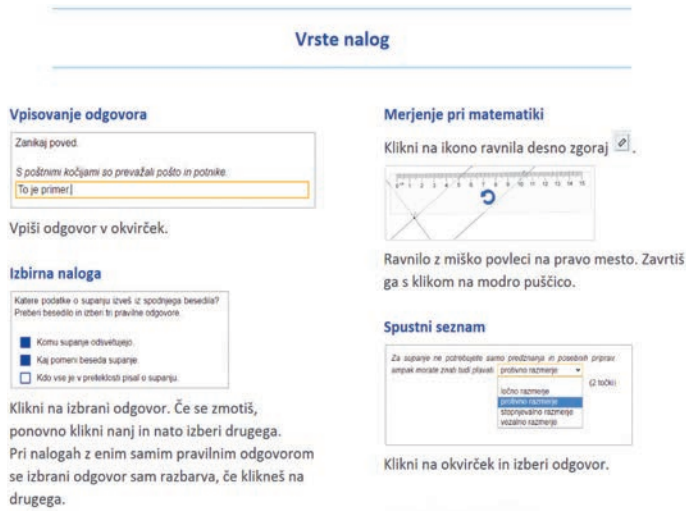 Vrste nalog
Vpisovanje odgovora
Zanikaj poved.
S poštnimi kočijami so prevažali pošto in potnike.
To je primer.
Vpiši odgovor v okvirček.
Izbirna naloga
Katere podatke o supanju izveš iz spodnjega besedila?
Preberi besedilo in izberi tri pravilne odgovore.
Komu supanje odsvetujejo.
Kaj pomeni beseda supanje.
Kdo vse je v preteklosti pisal o supanju.
Klikni na izbrani odgovor. Če se zmotiš,
ponovno klikni nanj in nato izberi drugega.
Pri nalogah z enim samim pravilnim odgovorom
se izbrani odgovor sam razbarva, če klikneš na
drugega.
Merjenje pri matematiki
Klikni na ikono ravnila desno zgoraj .
0 1 2 3 4 5 6 7 8 9 10 11 12 13 14 15
Ravnilo z miško povleci na pravo mesto. Zavrtiš
ga s klikom na modro puščico.
Spustni seznam
Za supanje ne potrebujete samo predznanja in posebnih priprav,
ampak morate znati tudi plavati. protivno razmerje
(2 točki)
ločno razmerje
protivno razmerje
stopnjevalno razmerje
vezalno razmerje
Klikni na okvirček in izberi odgovor.